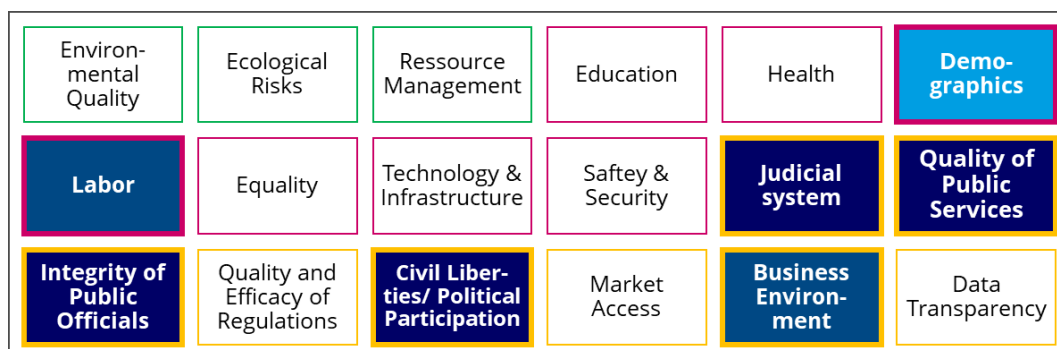 Environ-
mental
Quality
Ecological
Risks
Ressource
Management
Education
Health
Demo-
graphics
Labor
Equality
Technology &
Infrastructure
Saftey &
Security
Judicial
system
Quality of
Public
Services
Integrity of
Public
Officials
Quality and
Efficacy of
Regulations
Civil Liber-
ties/ Political
Participation
Market
Access
Business
Environ-
ment
Data
Transparency